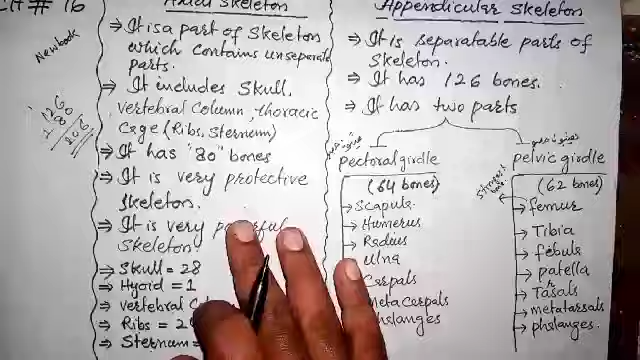 CH # 16
Newbook
126
80
206
Axial Skeleton
⇒ It is a part of Skeleton
which contains unseparate
parts.
⇒ It includes Skull,
vertebral Column, thoracic
Cage (Ribs, Sternum)
⇒ It has "80" bones
⇒ It is very protective
Skeleton.
⇒ It is very
Skeleton.
⇒ Skull = 28
⇒ Hyoid = 1
⇒ vertebral
⇒ Ribs =
⇒ Sternum =
Appendicular Skeleton
⇒ It is separatable parts of
Skeleton.
⇒ It has 126 bones.
⇒ It has two parts
pectoral girdle
(64 bones)
→ Scapula
→ Humerus
→ Radius
→ Ulna
Carpals
metacarpals
phalanges
pelvic girdle
(62 bones)
→ femur
→ Tibia
→ febula
→ patella
→ Tarsals
→ metatarsals
→ phalanges.